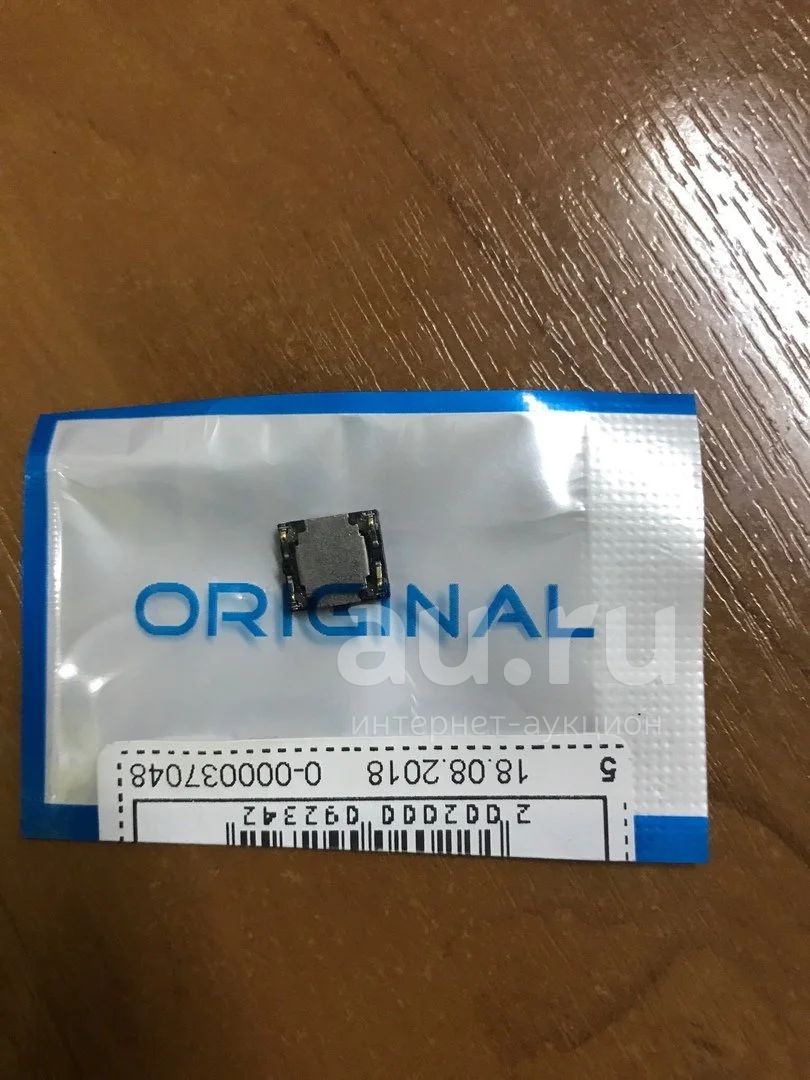 ORIGINAL
au.ru
интернет-аукцион
5 18.08.2018 0-000037048
2 002000 092342